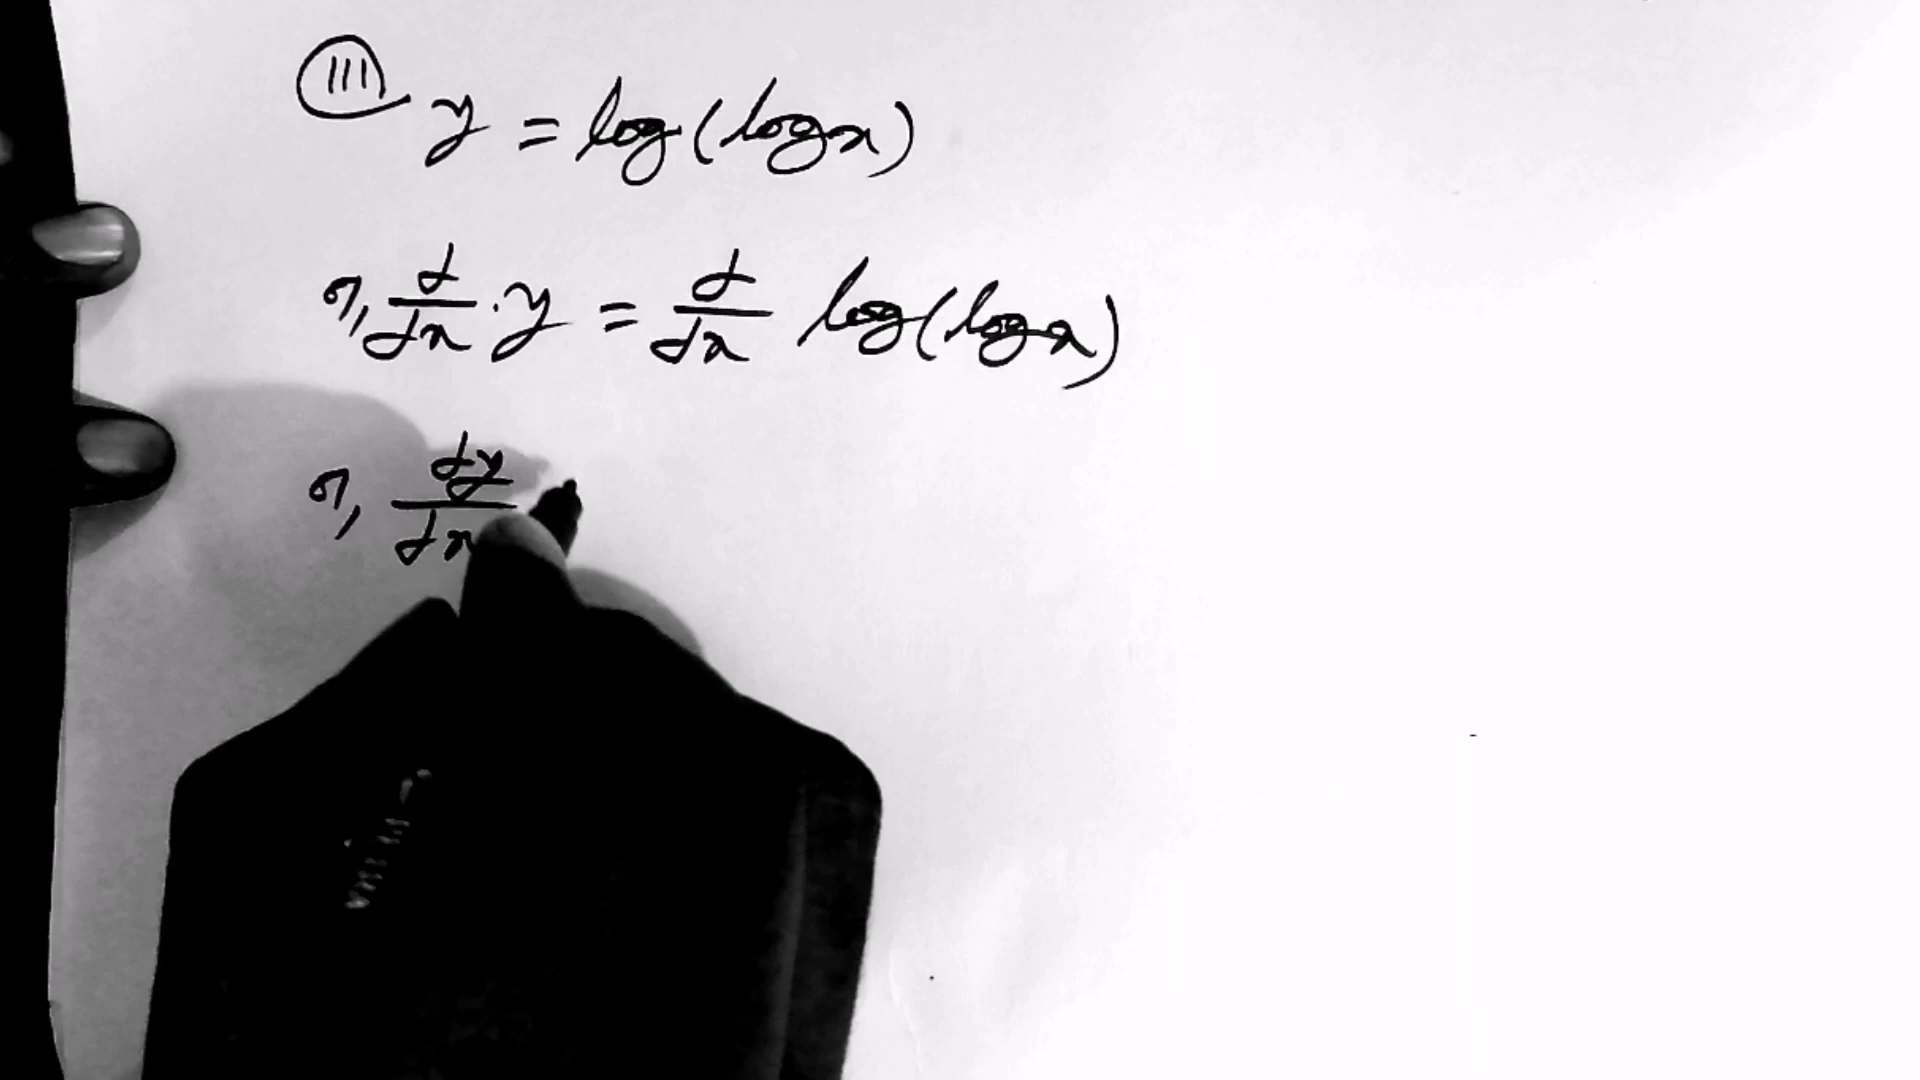 (III) y = log(logx)
or, d/dx . y = d/dx log(logx)
or, dy/dx